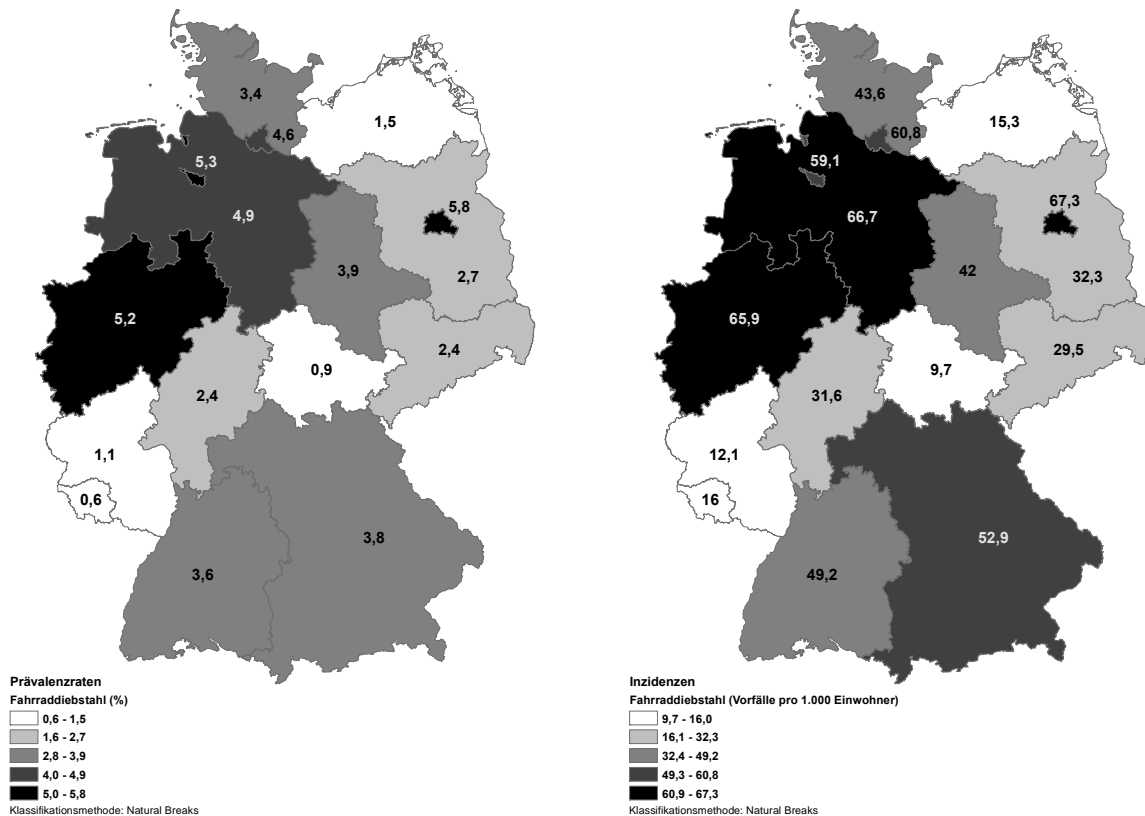 3,4
4,6
1,5
5,3
4,9
5,8
3,9
2,7
5,2
2,4
0,9
2,4
1,1
0,6
3,8
3,6
Prävalenzraten
Fahrraddiebstahl (%)
0,6 - 1,5
1,6 - 2,7
2,8 - 3,9
4,0 - 4,9
5,0 - 5,8
Klassifikationsmethode: Natural Breaks
43,6
60,8
15,3
59,1
66,7
67,3
42
32,3
65,9
29,5
9,7
31,6
12,1
16
52,9
49,2
Inzidenzen
Fahrraddiebstahl (Vorfälle pro 1.000 Einwohner)
9,7 - 16,0
16,1 - 32,3
32,4 - 49,2
49,3 - 60,8
60,9 - 67,3
Klassifikationsmethode: Natural Breaks